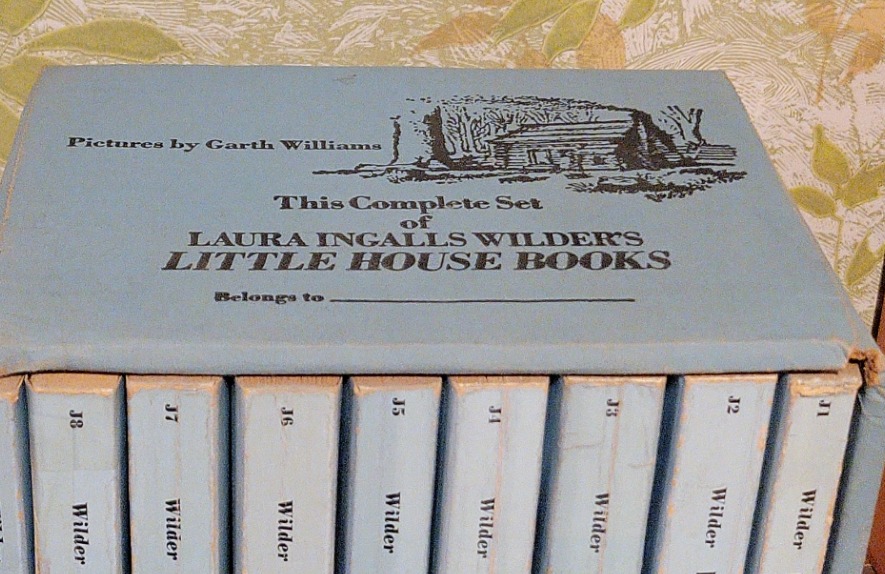 Pictures by Garth Williams
This Complete Set
of
LAURA INGALLS WILDER'S
LITTLE HOUSE BOOKS
Belongs to
J8
J7
J6
J5
J4
J3
J2
J1
Wilder
Wilder
Wilder
Wilder
Wilder
Wilder
Wilder
Wilder